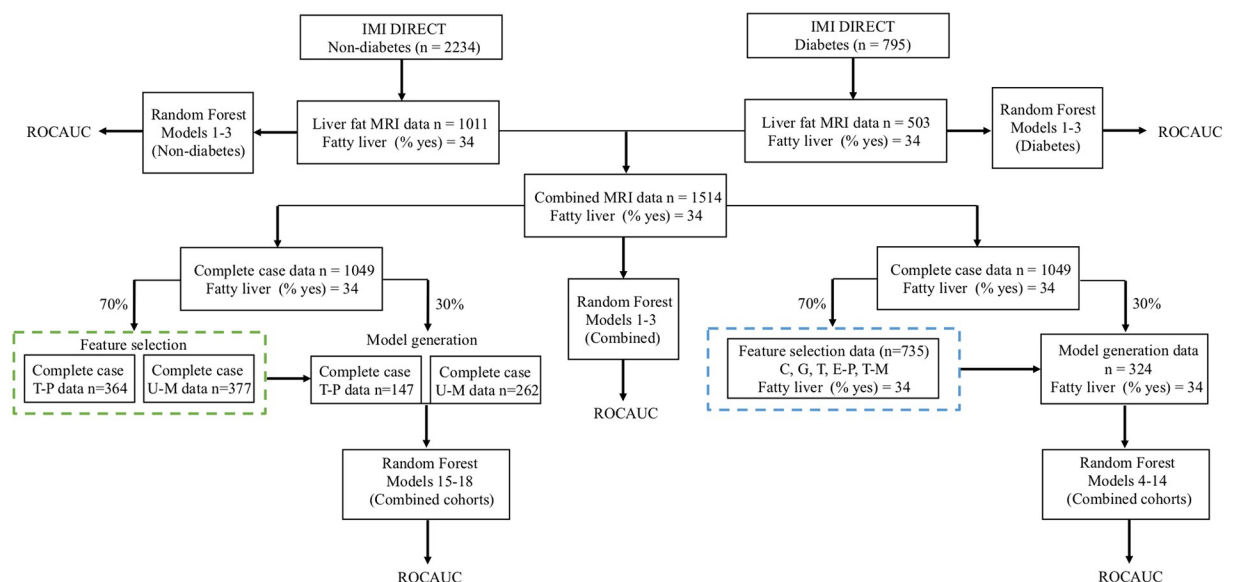 IMI DIRECT
Non-diabetes (n = 2234)
IMI DIRECT
Diabetes (n = 795)
ROCAUC
Random Forest
Models 1-3
(Non-diabetes)
Liver fat MRI data n = 1011
Fatty liver (% yes) = 34
Liver fat MRI data n = 503
Fatty liver (% yes) = 34
Random Forest
Models 1-3
(Diabetes)
ROCAUC
Combined MRI data n = 1514
Fatty liver (% yes) = 34
Complete case data n = 1049
Fatty liver (% yes) = 34
Complete case data n = 1049
Fatty liver (% yes) = 34
70%
30%
Random Forest
Models 1-3
(Combined)
ROCAUC
70%
30%
Feature selection
Complete case
T-P data n=364
Complete case
U-M data n=377
Model generation
Complete case
T-P data n=147
Complete case
U-M data n=262
Feature selection data (n=735)
C, G, T, E-P, T-M
Fatty liver (% yes) = 34
Model generation data
n = 324
Fatty liver (% yes) = 34
Random Forest
Models 15-18
(Combined cohorts)
ROCAUC
Random Forest
Models 4-14
(Combined cohorts)
ROCAUC